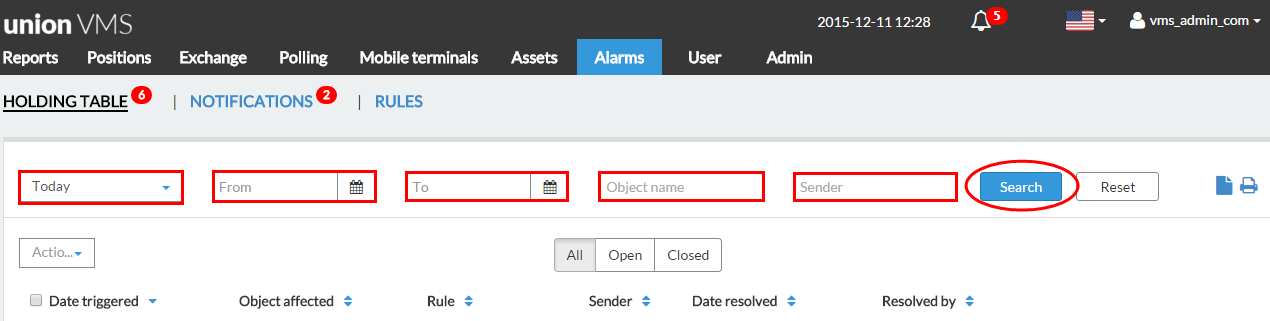 union VMS
2015-12-11 12:28 5 vms_admin_com
Reports Positions Exchange Polling Mobile terminals Assets Alarms User Admin
HOLDING TABLE 6 | NOTIFICATIONS 2 | RULES
Today From To Object name Sender Search Reset
Actio... All Open Closed
Date triggered Object affected Rule Sender Date resolved Resolved by